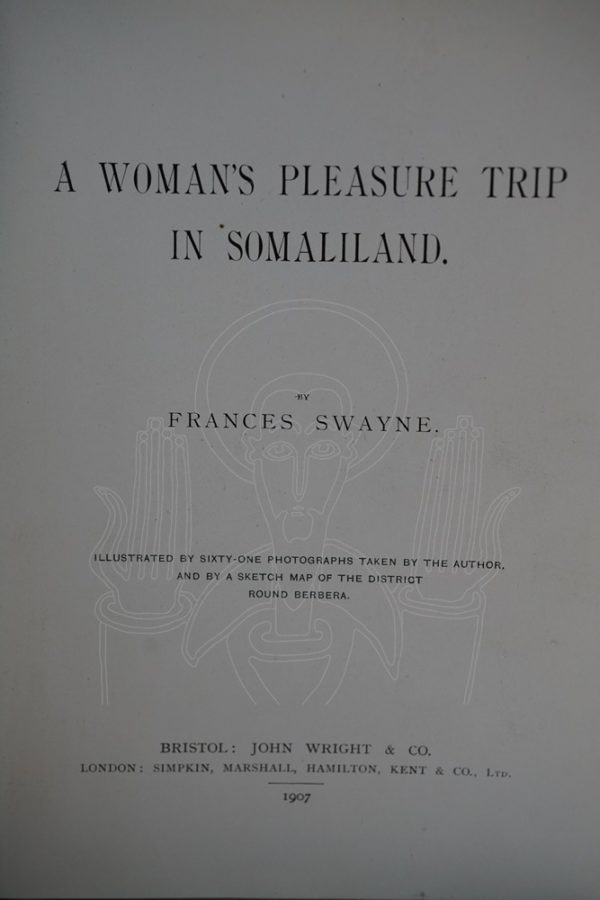 A WOMAN'S PLEASURE TRIP
IN SOMALILAND.
BY
FRANCES SWAYNE.
ILLUSTRATED BY SIXTY-ONE PHOTOGRAPHS TAKEN BY THE AUTHOR,
AND BY A SKETCH MAP OF THE DISTRICT
ROUND BERBERA.
BRISTOL: JOHN WRIGHT & CO.
LONDON: SIMPKIN, MARSHALL, HAMILTON, KENT & CO., LTD.
1907